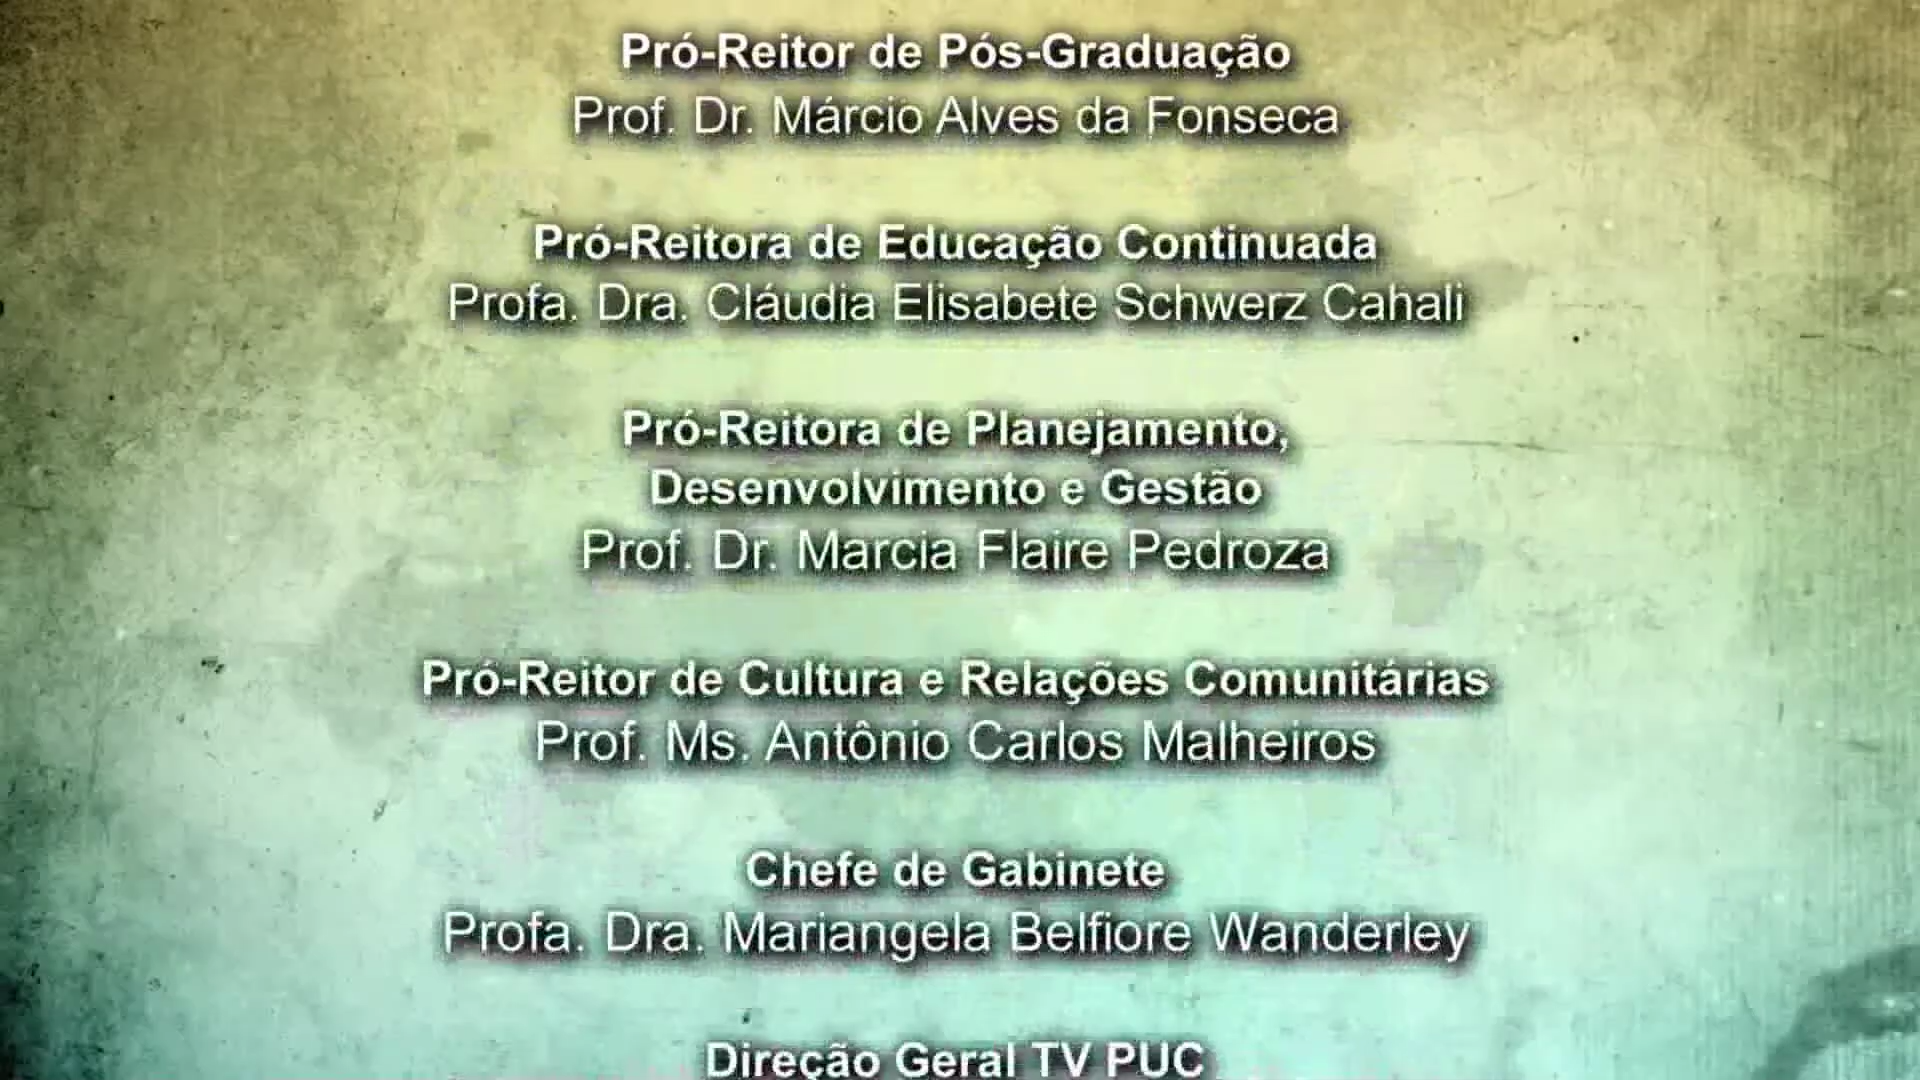 Pró-Reitor de Pós-Graduação
Prof. Dr. Márcio Alves da Fonseca
Pró-Reitora de Educação Continuada
Profa. Dra. Cláudia Elisabete Schwerz Cahali
Pró-Reitora de Planejamento,
Desenvolvimento e Gestão
Prof. Dr. Marcia Flaire Pedroza
Pró-Reitor de Cultura e Relações Comunitárias
Prof. Ms. Antônio Carlos Malheiros
Chefe de Gabinete
Profa. Dra. Mariangela Belfiore Wanderley
Direção Geral TV PUC